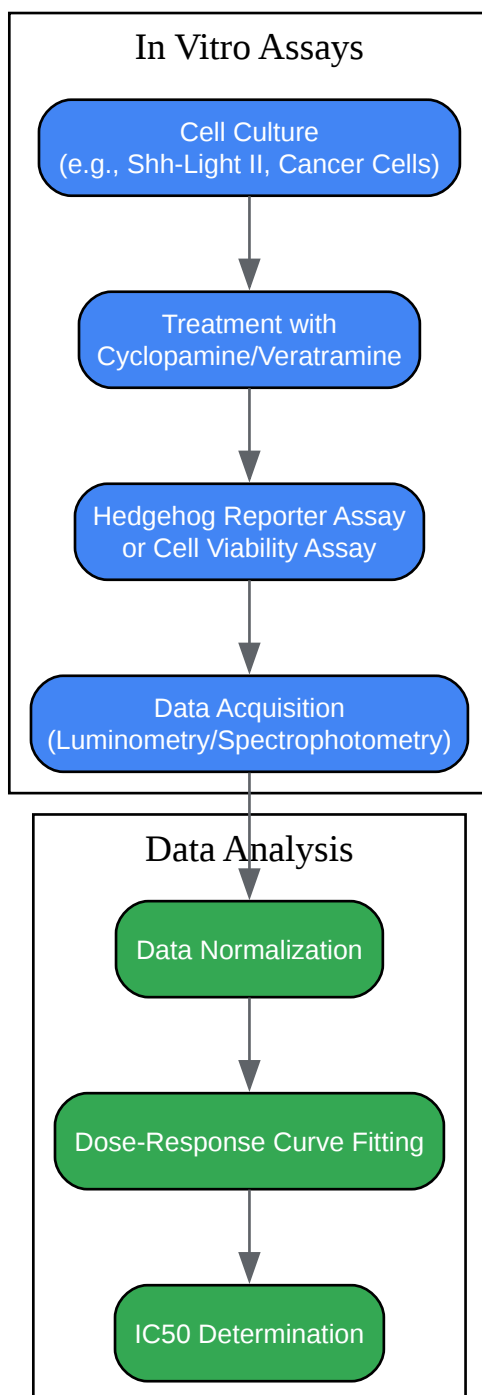 In Vitro Assays
Cell Culture
(e.g., Shh-Light II, Cancer Cells)
Treatment with
Cyclopamine/Veratramine
Hedgehog Reporter Assay
or Cell Viability Assay
Data Acquisition
(Luminometry/Spectrophotometry)
Data Analysis
Data Normalization
Dose-Response Curve Fitting
IC50 Determination